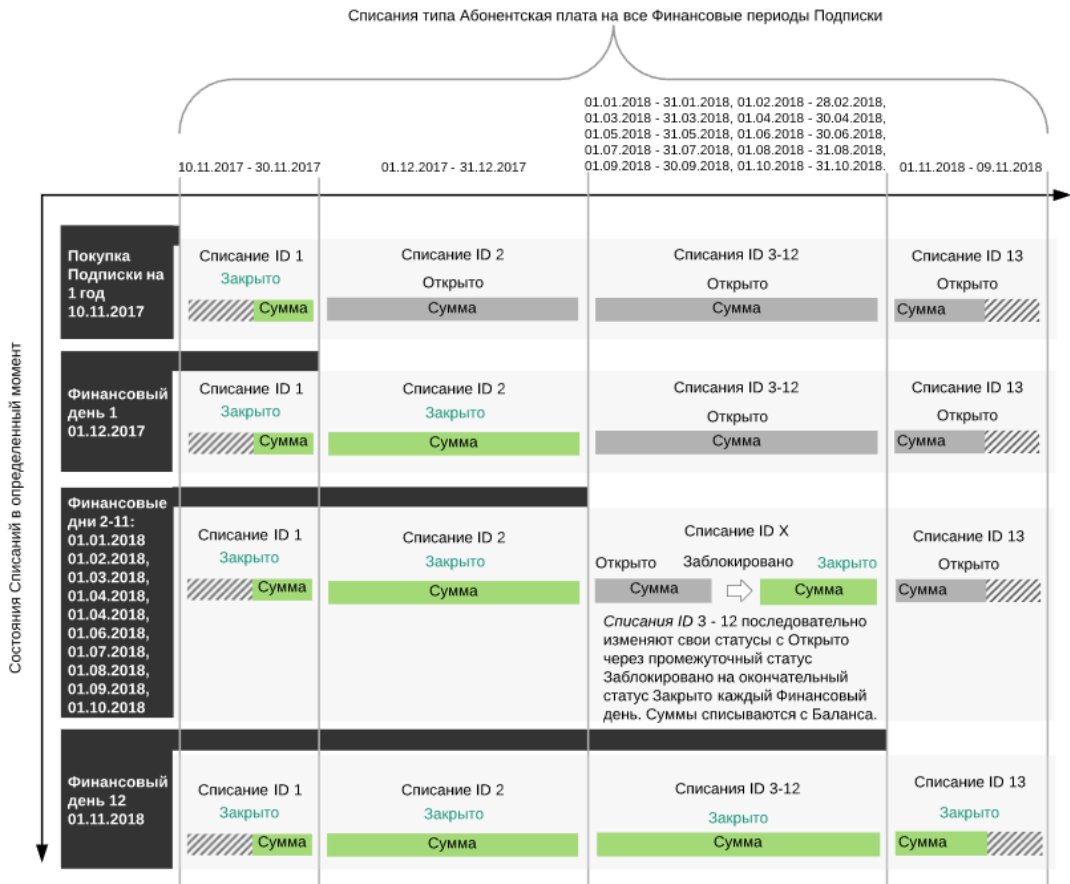 Списания типа Абонентская плата на все Финансовые периоды Подписки
01.01.2018 - 31.01.2018, 01.02.2018 - 28.02.2018,
01.03.2018 - 31.03.2018, 01.04.2018 - 30.04.2018,
01.05.2018 - 31.05.2018, 01.06.2018 - 30.06.2018,
01.07.2018 - 31.07.2018, 01.08.2018 - 31.08.2018,
01.09.2018 - 30.09.2018, 01.10.2018 - 31.10.2018.
10.11.2017 - 30.11.2017
01.12.2017 - 31.12.2017
01.11.2018 - 09.11.2018
Состояния Списаний в определенный момент
Покупка
Подписки на
1 год
10.11.2017
Списание ID 1
Закрыто
Сумма
Списание ID 2
Открыто
Сумма
Списания ID 3-12
Открыто
Сумма
Списание ID 13
Открыто
Сумма
Финансовый
день 1
01.12.2017
Списание ID 1
Закрыто
Сумма
Списание ID 2
Закрыто
Сумма
Списания ID 3-12
Открыто
Сумма
Списание ID 13
Открыто
Сумма
Финансовые
дни 2-11:
01.01.2018
01.02.2018,
01.03.2018,
01.04.2018,
01.04.2018,
01.06.2018,
01.07.2018,
01.08.2018,
01.09.2018,
01.10.2018
Списание ID 1
Закрыто
Сумма
Списание ID 2
Закрыто
Сумма
Списание ID X
Открыто Заблокировано Закрыто
Сумма Сумма
Списания ID 3 - 12 последовательно
изменяют свои статусы с Открыто
через промежуточный статус
Заблокировано на окончательный
статус Закрыто каждый Финансовый
день. Суммы списываются с Баланса.
Списание ID 13
Открыто
Сумма
Финансовый
день 12
01.11.2018
Списание ID 1
Закрыто
Сумма
Списание ID 2
Закрыто
Сумма
Списания ID 3-12
Закрыто
Сумма
Списание ID 13
Закрыто
Сумма